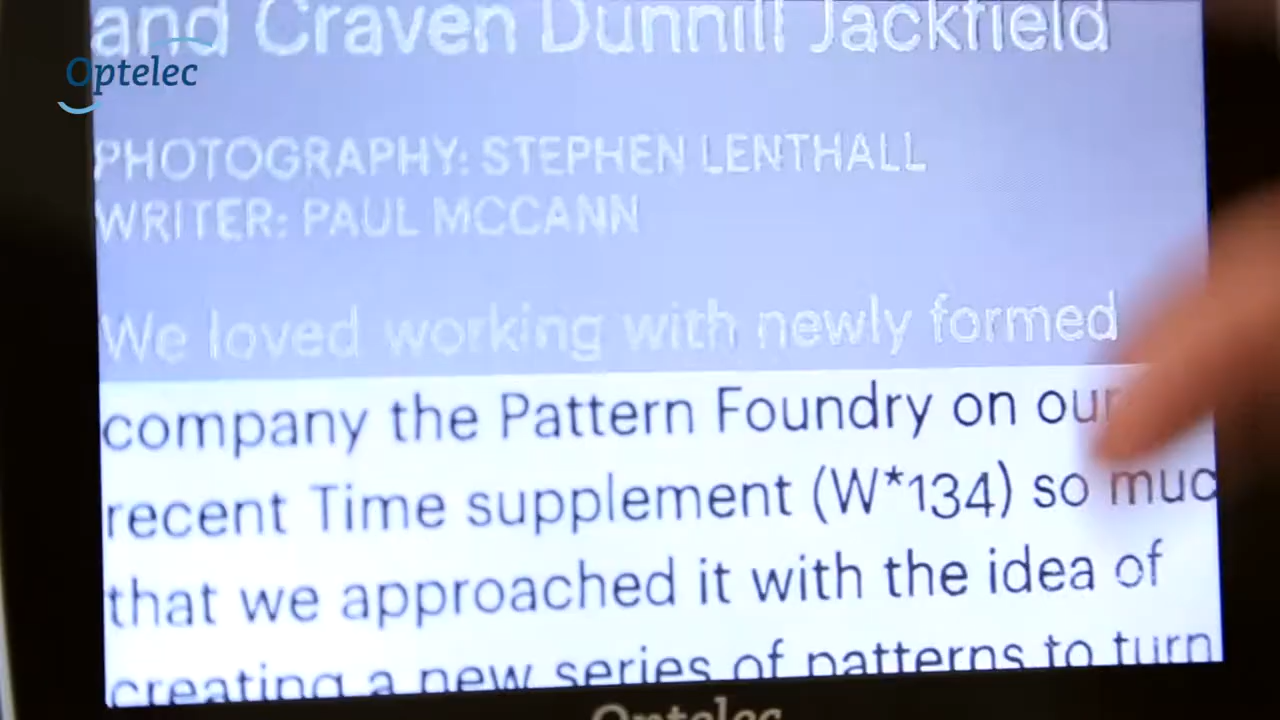 and Craven Dunnill Jackfield
Optelec
PHOTOGRAPHY: STEPHEN LENTHALL
WRITER: PAUL MCCANN
We loved working with newly formed
company the Pattern Foundry on our
recent Time supplement (W*134) so muc
that we approached it with the idea of
creating a new series of patterns to turn
Optelec